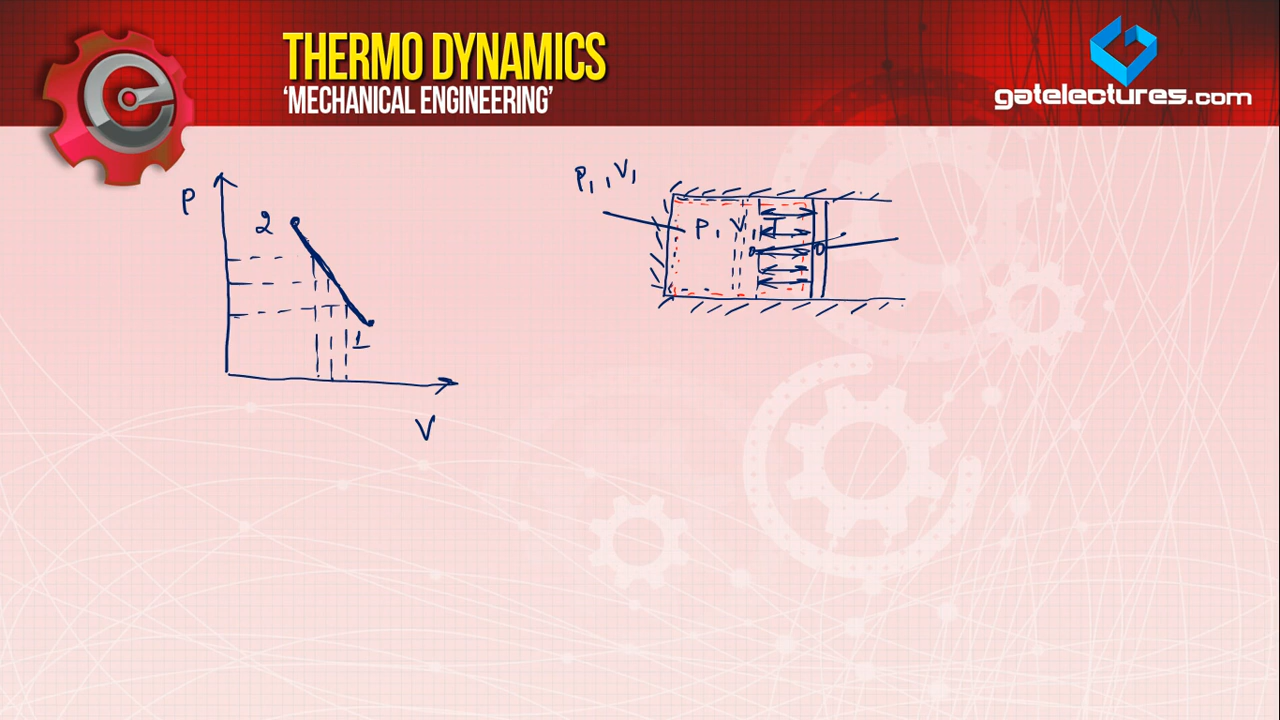 THERMO DYNAMICS
'MECHANICAL ENGINEERING'
gatelectures.com
P
2
1
V
P₁, V₁
P, V, T